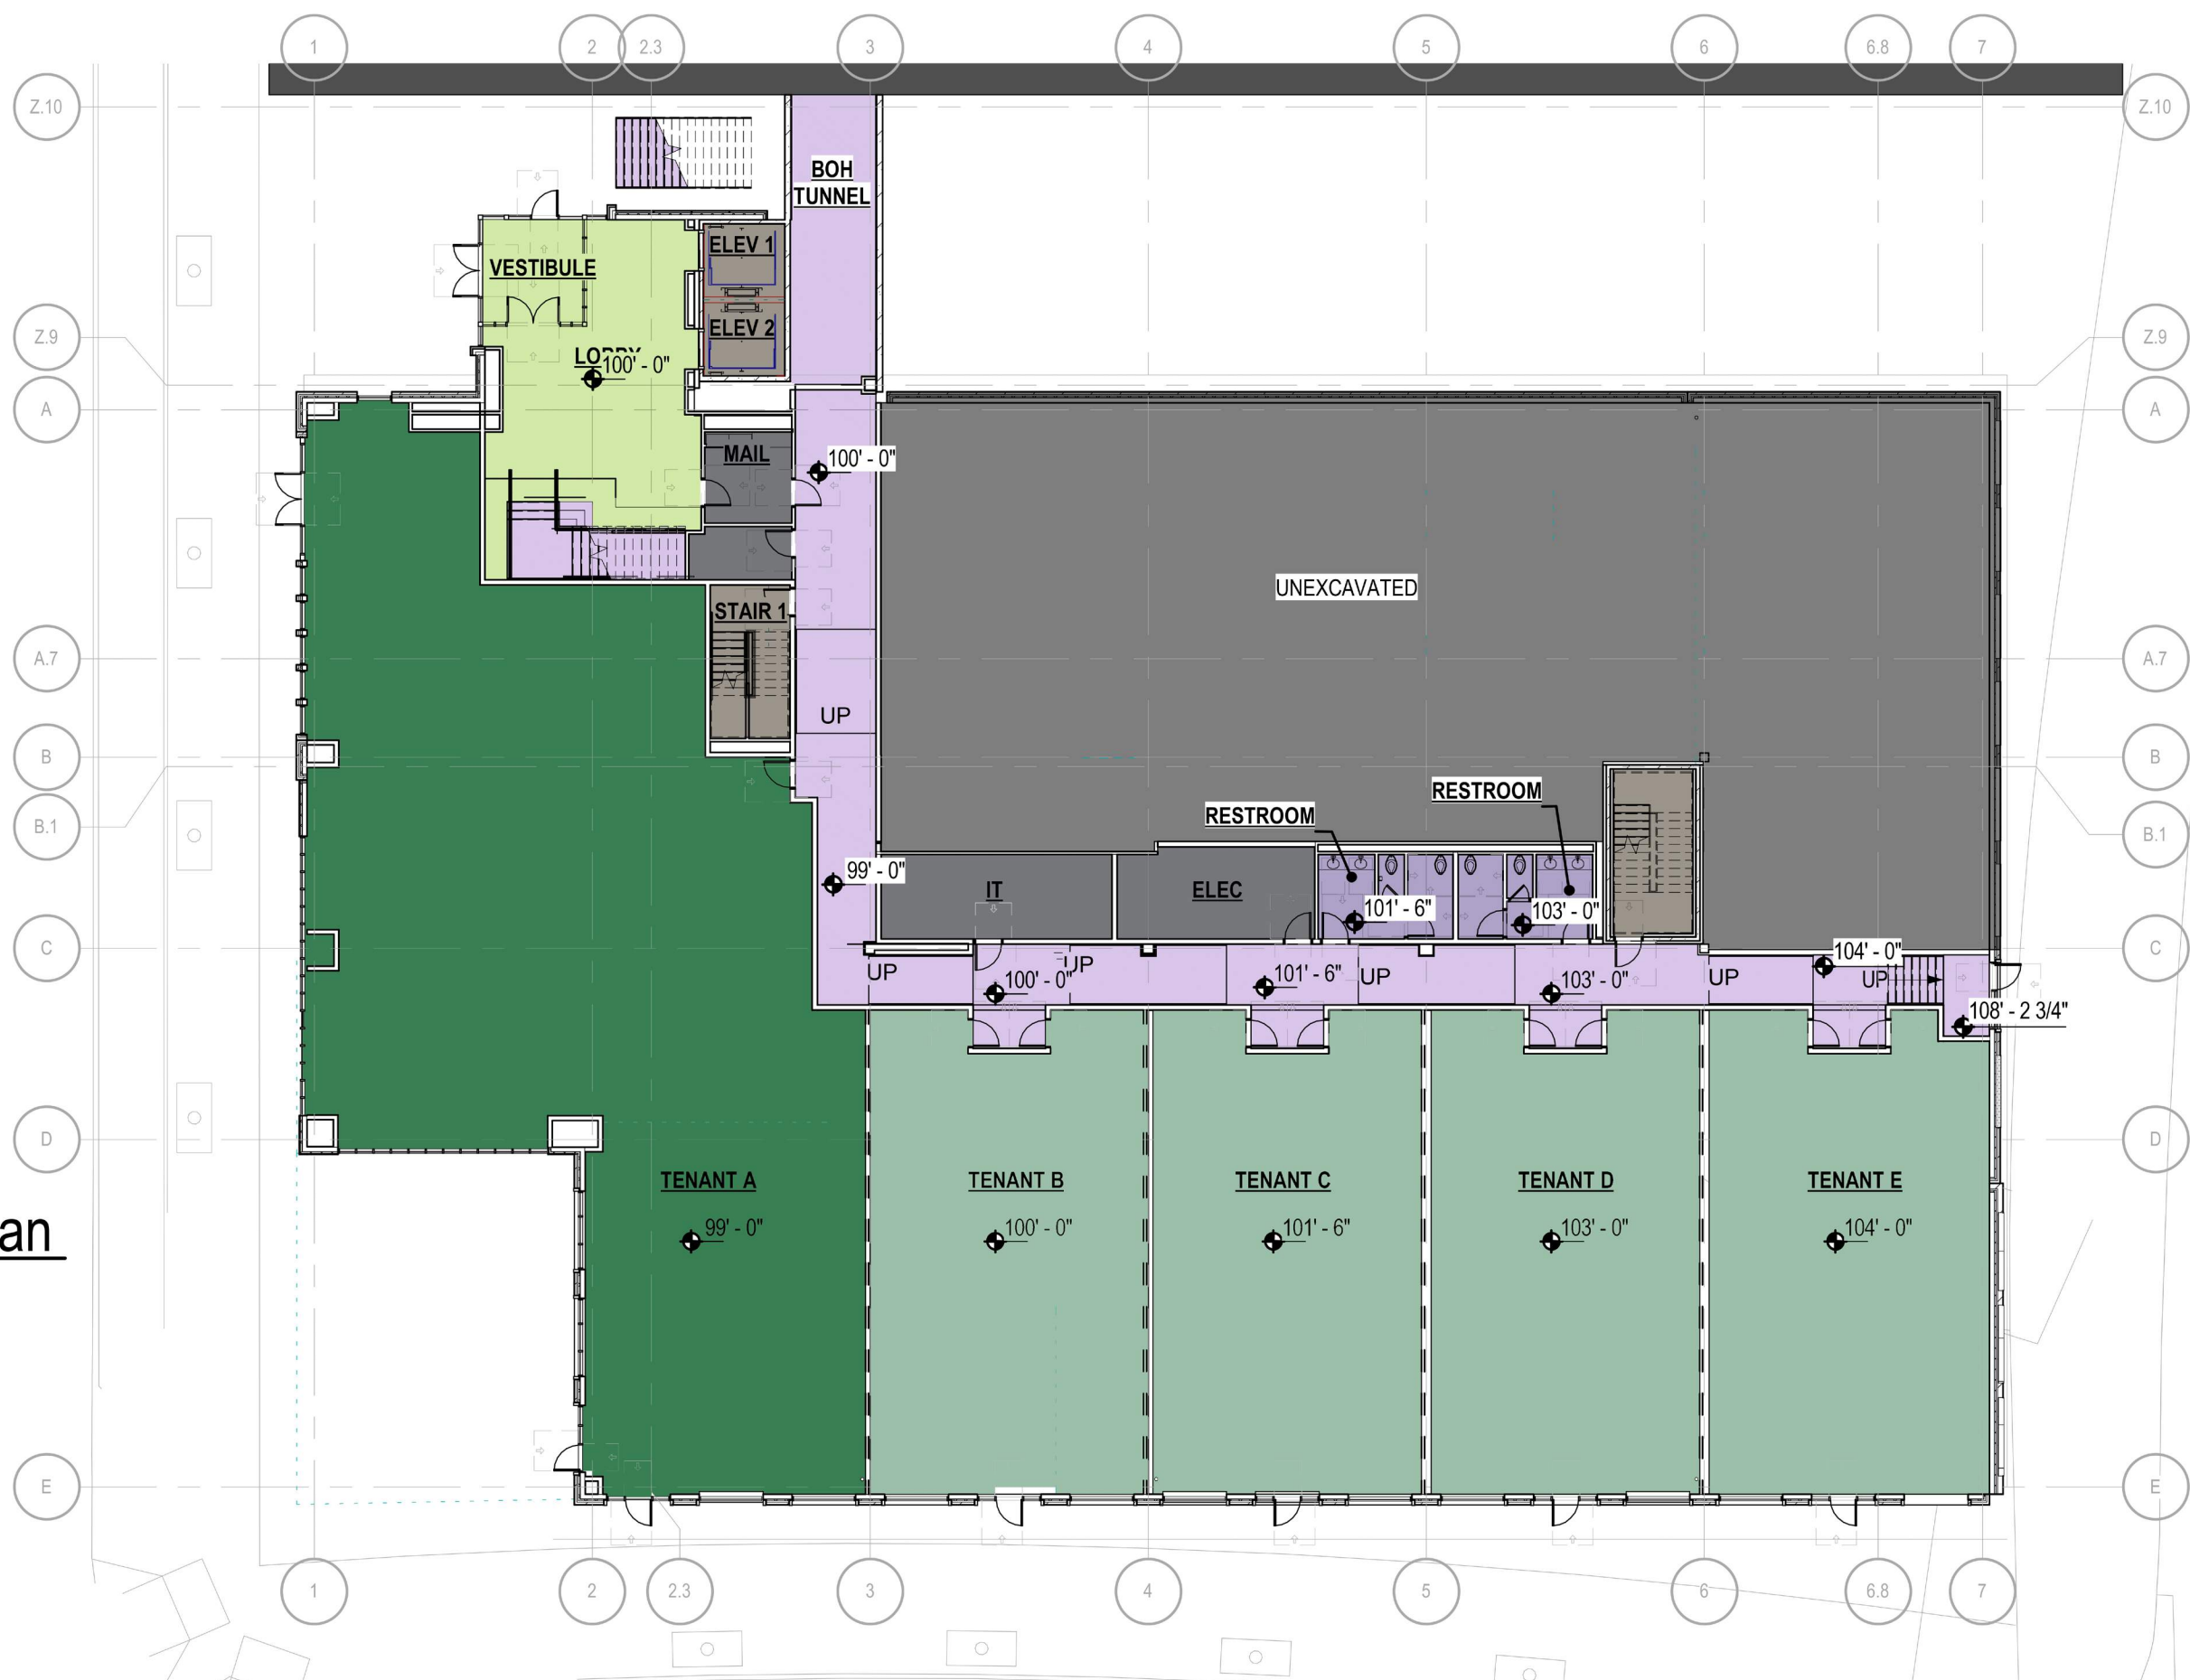 1 2 2.3 3 4 5 6 6.8 7
Z.10 Z.10
BOH
TUNNEL
ELEV 1
VESTIBULE
ELEV 2
Z.9 Z.9
LOBBY
100' - 0"
A A
MAIL
100' - 0"
UNEXCAVATED
STAIR 1
A.7 A.7
UP
B B
RESTROOM
RESTROOM
B.1 B.1
99' - 0"
IT
ELEC
101' - 6"
103' - 0"
C C
104' - 0"
UP
UP
100' - 0"
101' - 6"
UP
103' - 0"
UP
UP
108' - 2 3/4"
D D
TENANT A
TENANT B
TENANT C
TENANT D
TENANT E
an
99' - 0"
100' - 0"
101' - 6"
103' - 0"
104' - 0"
E E
1 2 2.3 3 4 5 6 6.8 7